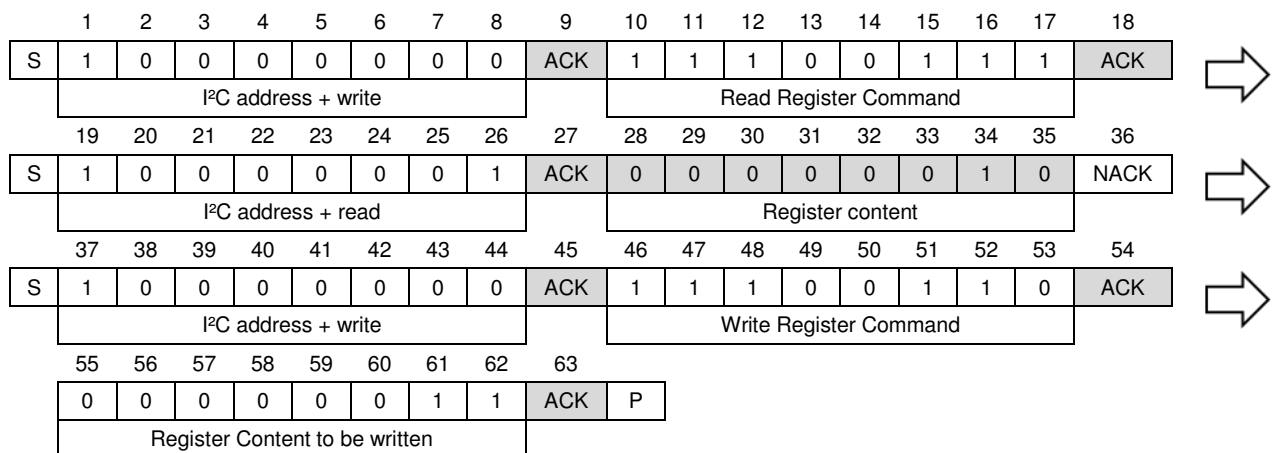 1 2 3 4 5 6 7 8 9 10 11 12 13 14 15 16 17 18
S 1 0 0 0 0 0 0 0 ACK 1 1 1 0 0 1 1 1 ACK
I²C address + write Read Register Command
19 20 21 22 23 24 25 26 27 28 29 30 31 32 33 34 35 36
S 1 0 0 0 0 0 0 1 ACK 0 0 0 0 0 0 1 0 NACK
I²C address + read Register content
37 38 39 40 41 42 43 44 45 46 47 48 49 50 51 52 53 54
S 1 0 0 0 0 0 0 0 ACK 1 1 1 0 0 1 1 0 ACK
I²C address + write Write Register Command
55 56 57 58 59 60 61 62 63
0 0 0 0 0 0 1 1 ACK P
Register Content to be written